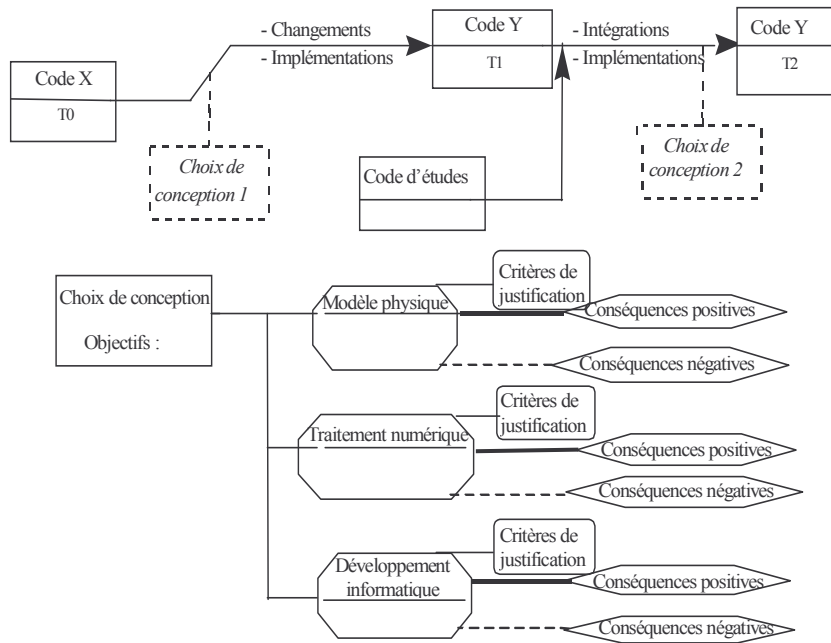 - Changements
- Implémentations
Code Y
T1
- Intégrations
- Implémentations
Code Y
T2
Code X
T0
Choix de
conception 1
Choix de
conception 2
Code d'études
Choix de conception
Objectifs :
Modèle physique
Critères de
justification
Conséquences positives
Conséquences négatives
Traitement numérique
Critères de
justification
Conséquences positives
Conséquences négatives
Développement
informatique
Critères de
justification
Conséquences positives
Conséquences négatives